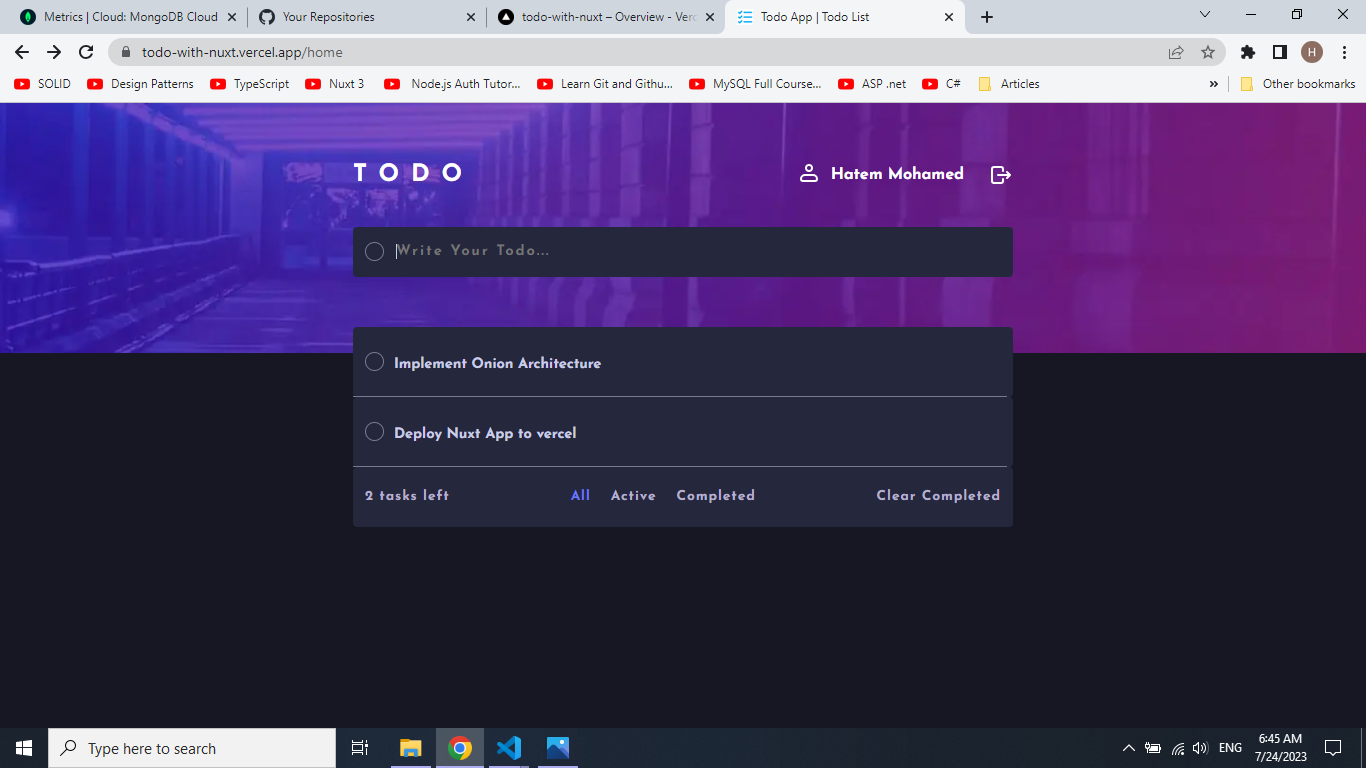 Metrics | Cloud: MongoDB Cloud
Your Repositories
todo-with-nuxt – Overview - Verc
Todo App | Todo List
todo-with-nuxt.vercel.app/home
H
SOLID
Design Patterns
TypeScript
Nuxt 3
Node.js Auth Tutor...
Learn Git and Githu...
MySQL Full Course...
ASP .net
C#
Articles
»
Other bookmarks
TODO
Hatem Mohamed
Write Your Todo...
Implement Onion Architecture
Deploy Nuxt App to vercel
2 tasks left
All
Active
Completed
Clear Completed
Type here to search
ENG
6:45 AM
7/24/2023